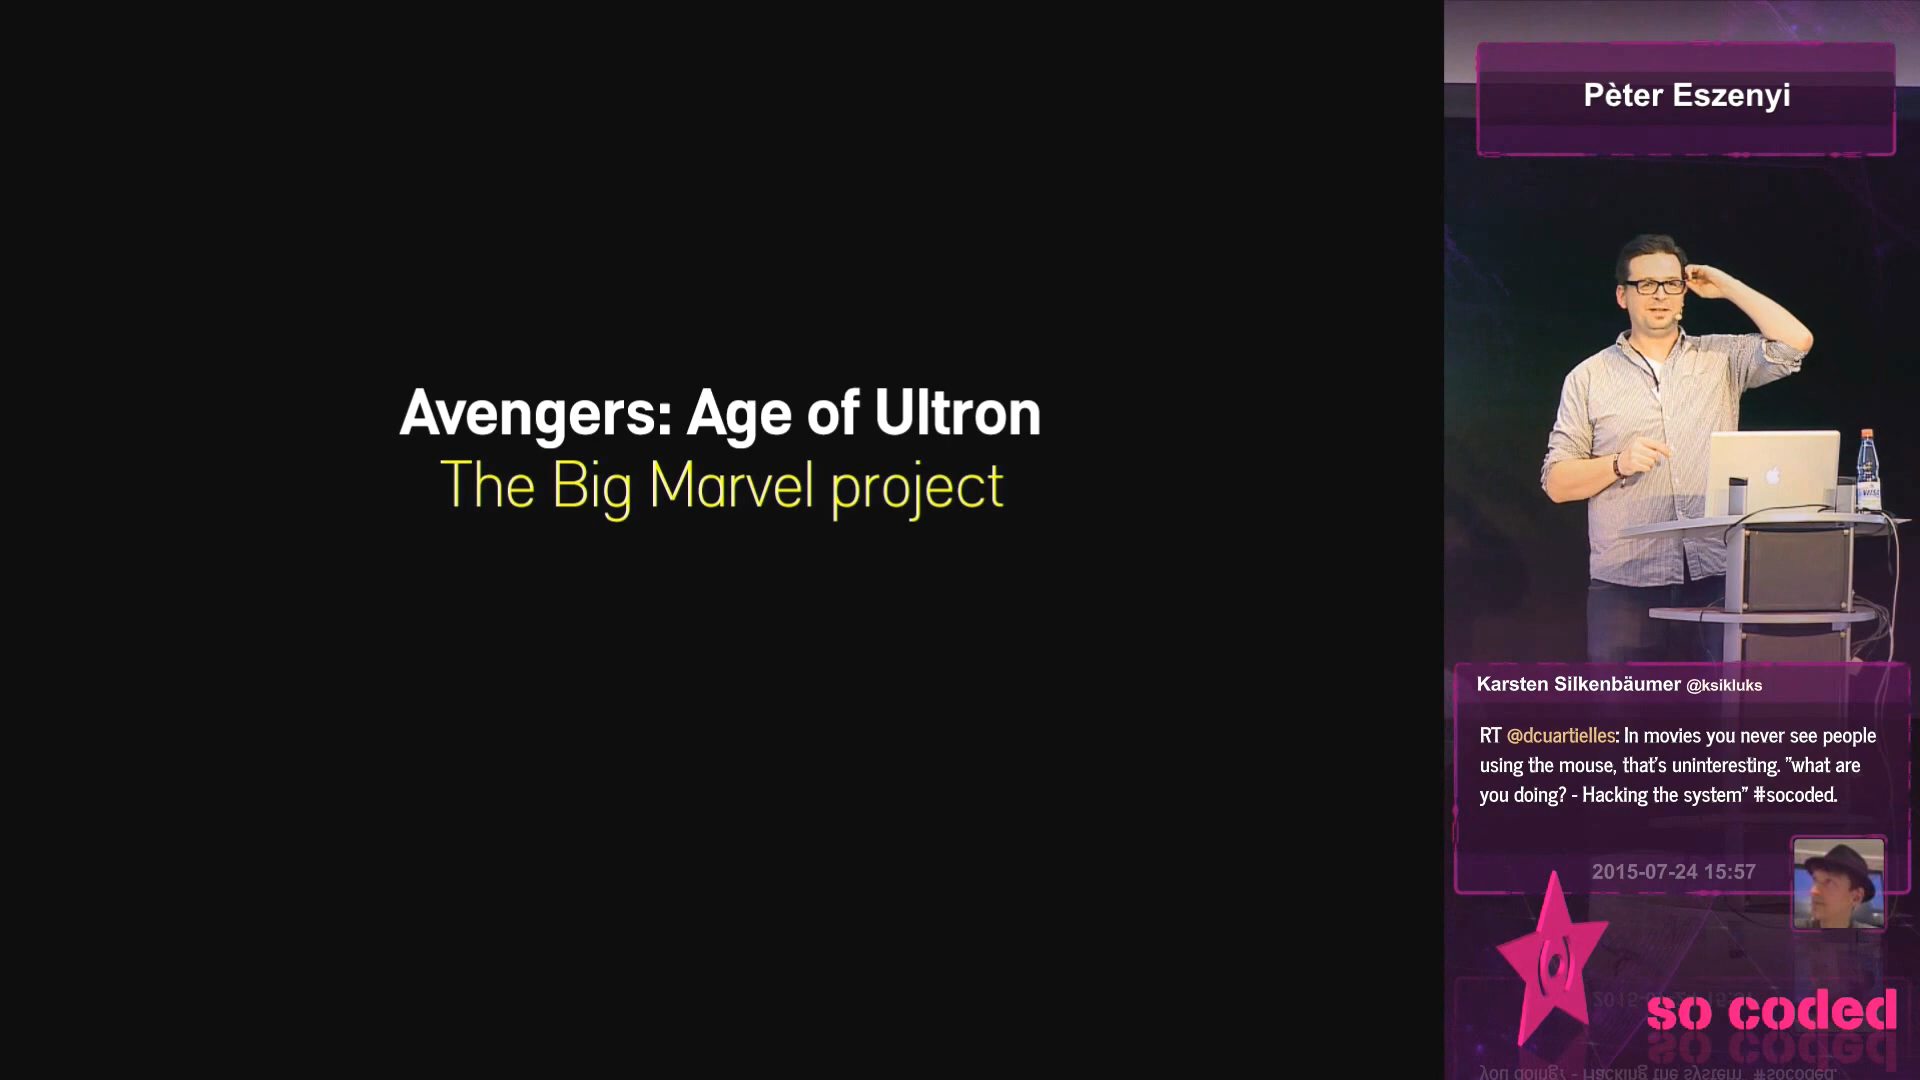 Avengers: Age of Ultron
The Big Marvel project
Pèter Eszenyi
Karsten Silkenbäumer @ksikluks
RT @dcuartielles: In movies you never see people
using the mouse, that's uninteresting. "what are
you doing? - Hacking the system" #socoded.
2015-07-24 15:57
so coded